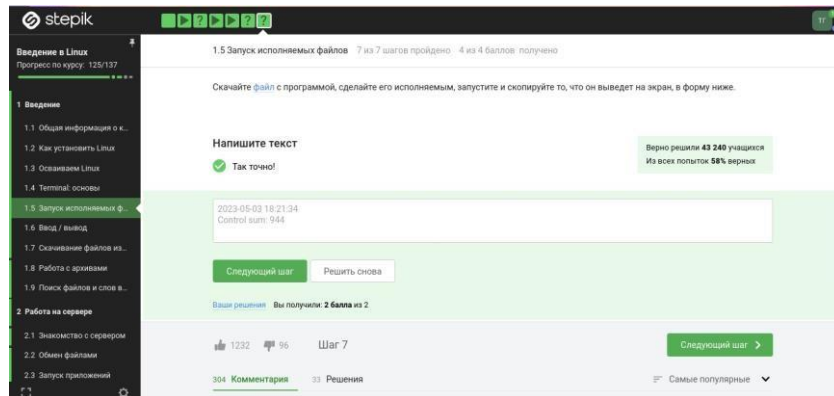 stepik
ТГ
Введение в Linux
Прогресс по курсу: 125/137
1 Введение
1.1 Общая информация о к...
1.2 Как установить Linux
1.3 Осваиваем Linux
1.4 Terminal: основы
1.5 Запуск исполняемых ф...
1.6 Ввод / вывод
1.7 Скачивание файлов из...
1.8 Работа с архивами
1.9 Поиск файлов и слов в...
2 Работа на сервере
2.1 Знакомство с сервером
2.2 Обмен файлами
2.3 Запуск приложений
1.5 Запуск исполняемых файлов 7 из 7 шагов пройдено 4 из 4 баллов получено
Скачайте файл с программой, сделайте его исполняемым, запустите и скопируйте то, что он выведет на экран, в форму ниже.
Напишите текст
Так точно!
Верно решили 43 240 учащихся
Из всех попыток 58% верных
2023-05-03 18:21:34
Control sum: 944
Следующий шаг Решить снова
Ваши решения Вы получили: 2 балла из 2
1232 96 Шаг 7 Следующий шаг
304 Комментария 33 Решения Самые популярные